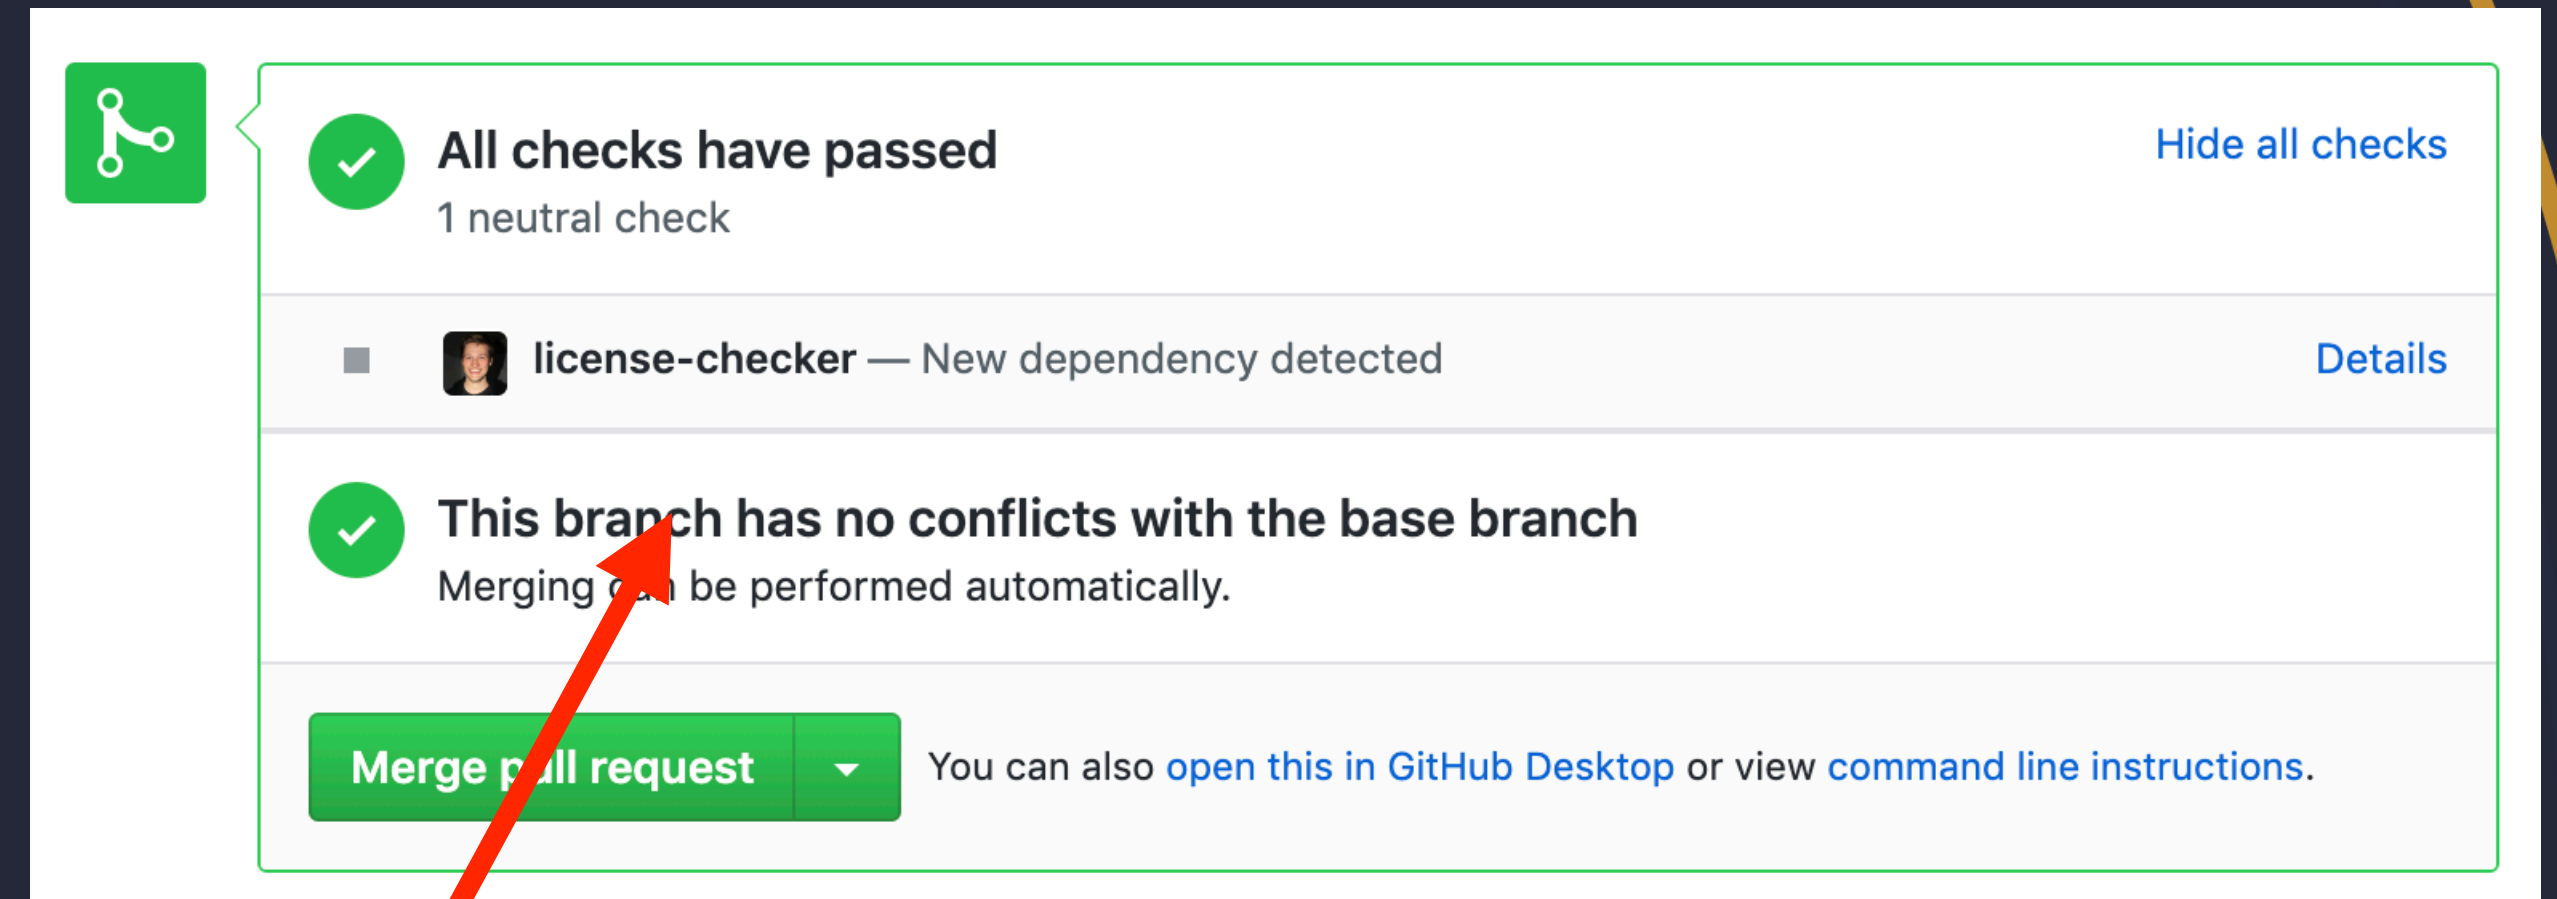 All checks have passed
Hide all checks
1 neutral check
license-checker — New dependency detected
Details
This branch has no conflicts with the base branch
Merging can be performed automatically.
Merge pull request
You can also open this in GitHub Desktop or view command line instructions.